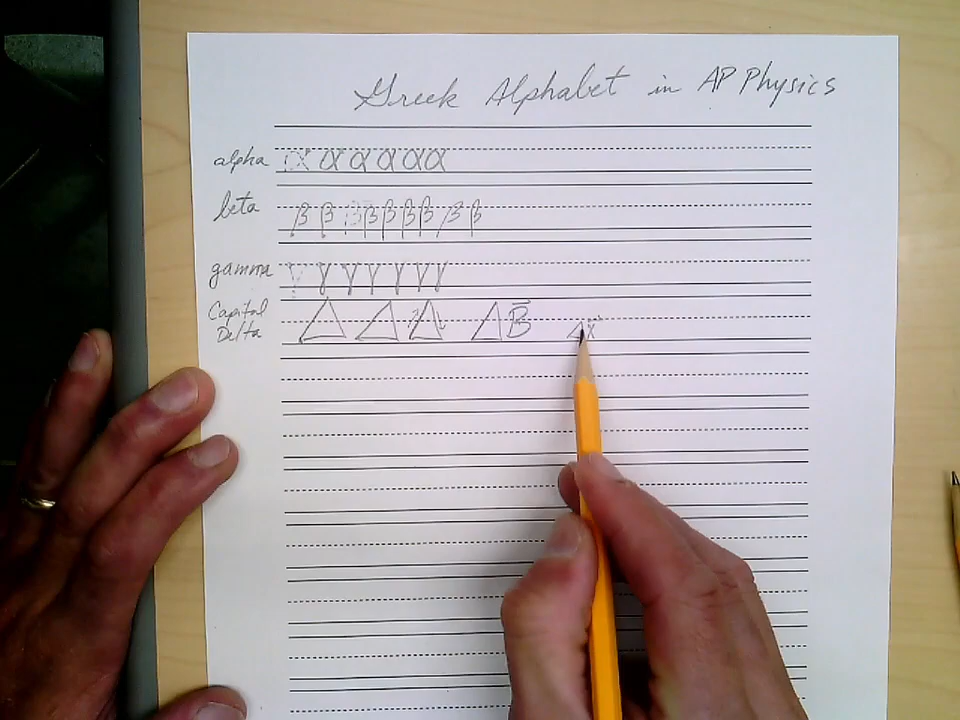 Greek Alphabet in AP Physics
alpha α α α α α α
beta β β β β β β β β β
gamma γ γ γ γ γ γ γ
Capital Delta Δ Δ Δ ΔB⃗ Δx⃗